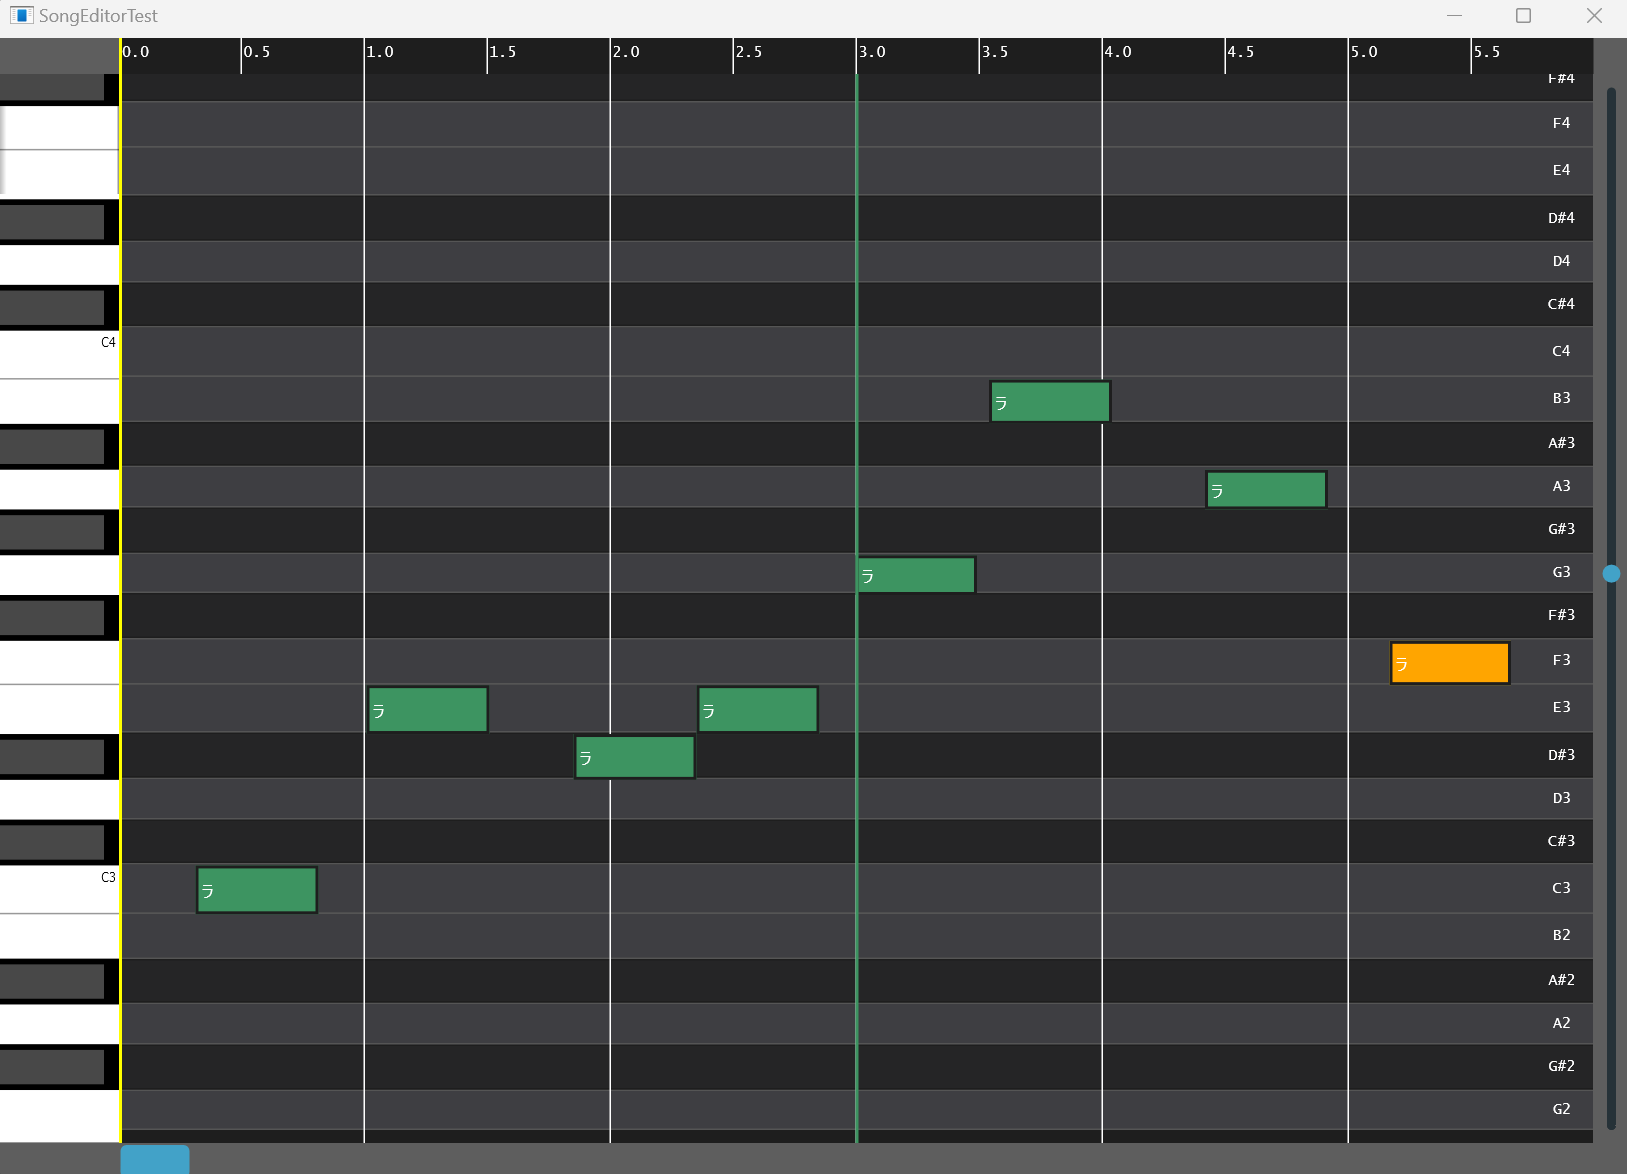 SongEditorTest
0.0 0.5 1.0 1.5 2.0 2.5 3.0 3.5 4.0 4.5 5.0 5.5
F#4
F4
E4
D#4
D4
C#4
C4 C4
ラ B3
A#3
ラ A3
G#3
ラ G3
F#3
ラ F3
ラ ラ E3
ラ D#3
D3
C#3
C3 ラ C3
B2
A#2
A2
G#2
G2